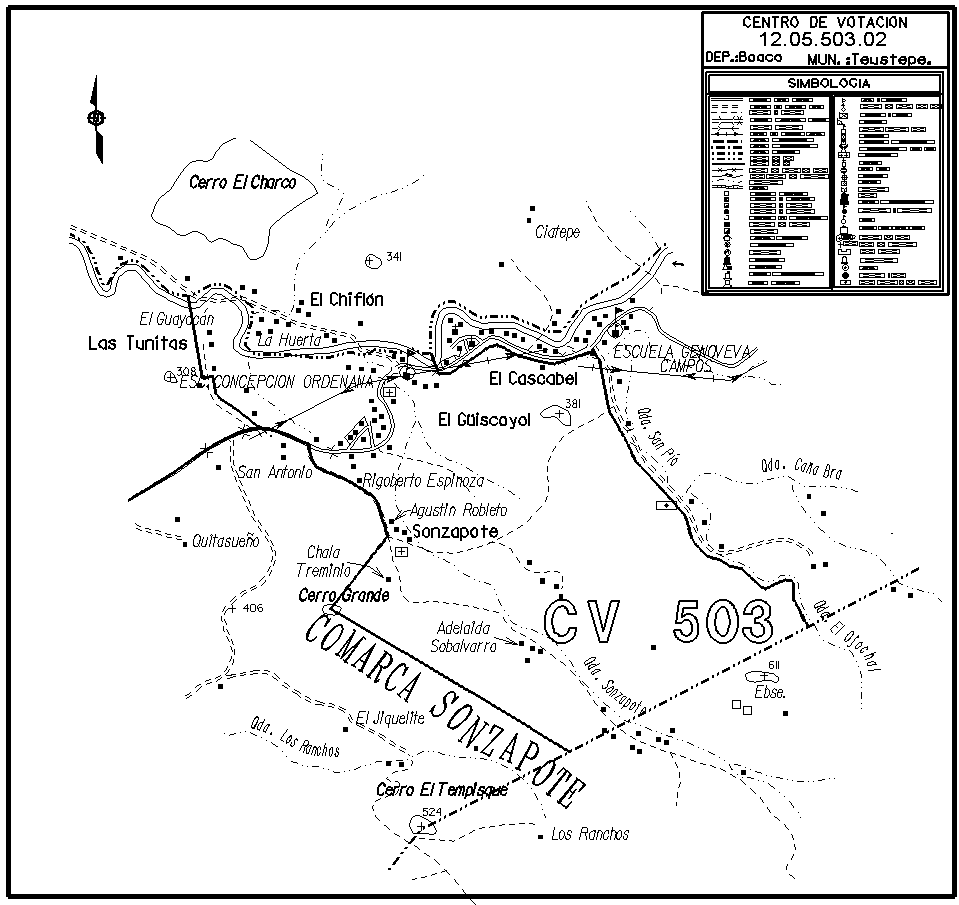 CENTRO DE VOTACION
12.05.503.02
DEP.:Boaco MUN.:Teustepe.
SIMBOLOGIA
Cerro El Charco
Ciatepe
341
El Chiflón
El Guayacán
La Huerta
Las Tunitas
ESCUELA GENOVEVA
CAMPOS
308
ESC. CONCEPCION ORDENANA
El Cascabel
El Güiscoyol
381
Qda. San Pío
Qda. Caña Bra
San Antonio
Rigoberto Espinoza
Agustín Robleto
Sonzapote
Quitasueño
Chala
Treminio
Cerro Grande
406
CV 503
Adelaida
Sobalvarro
Qda. El Otochal
COMARCA SONZAPOTE
611
Ebse.
Qda. Sonzapote
El Jiquelite
Qda. Los Ranchos
Cerro El Tempisque
524
Los Ranchos